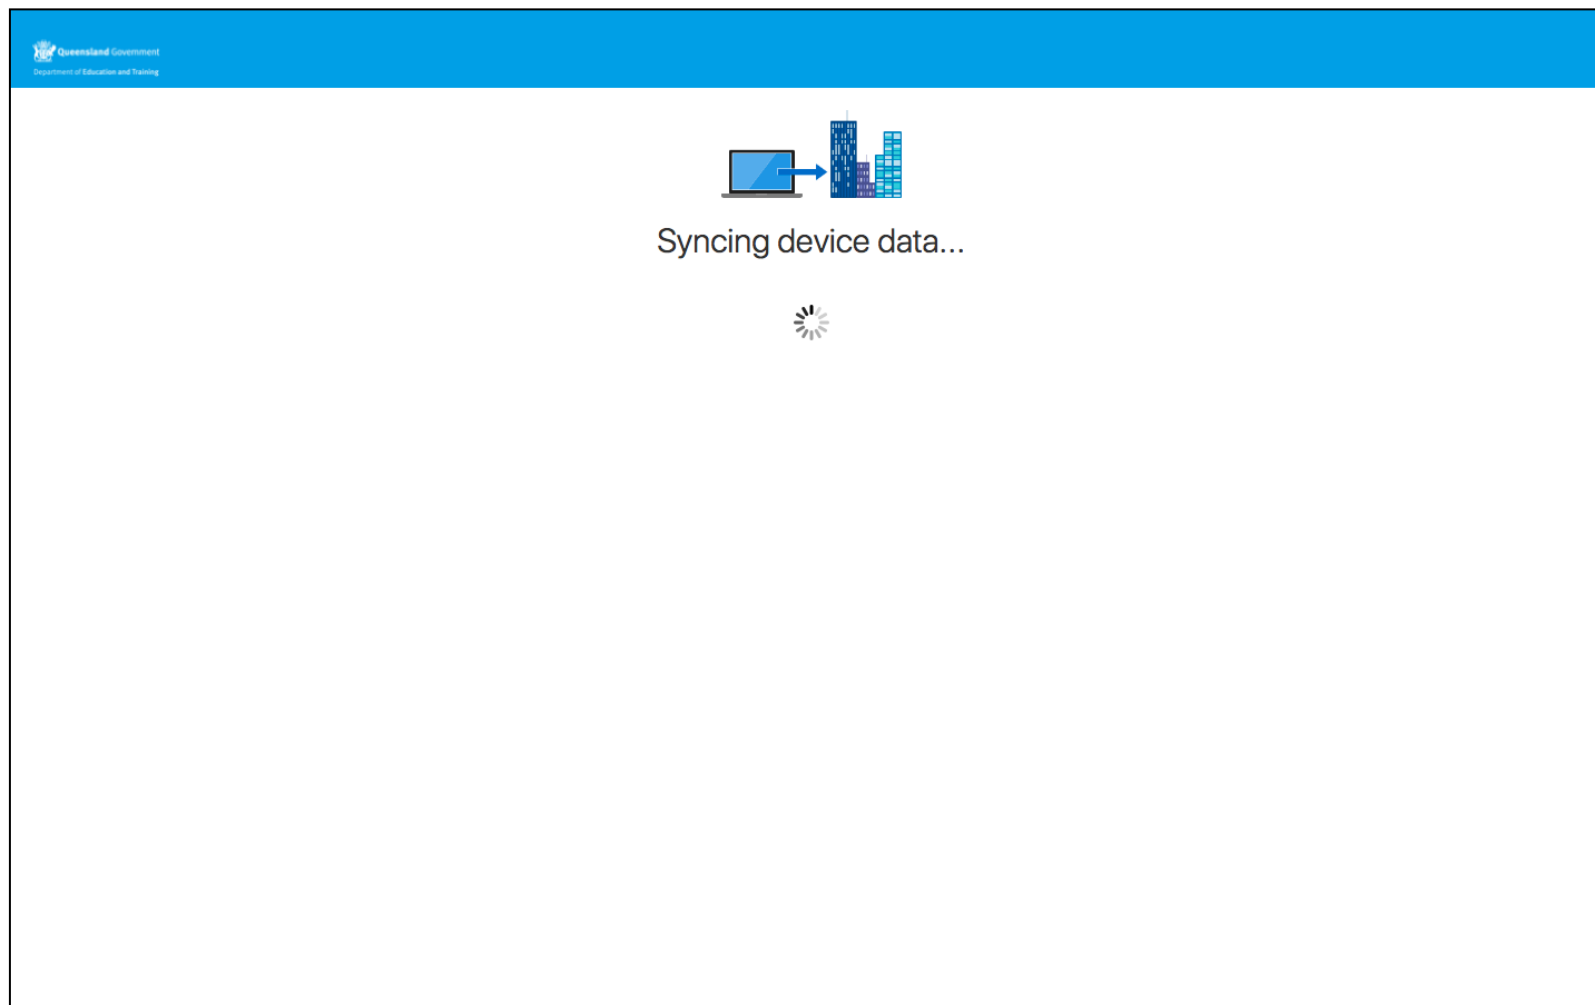 Queensland Government
Department of Education and Training
Syncing device data...